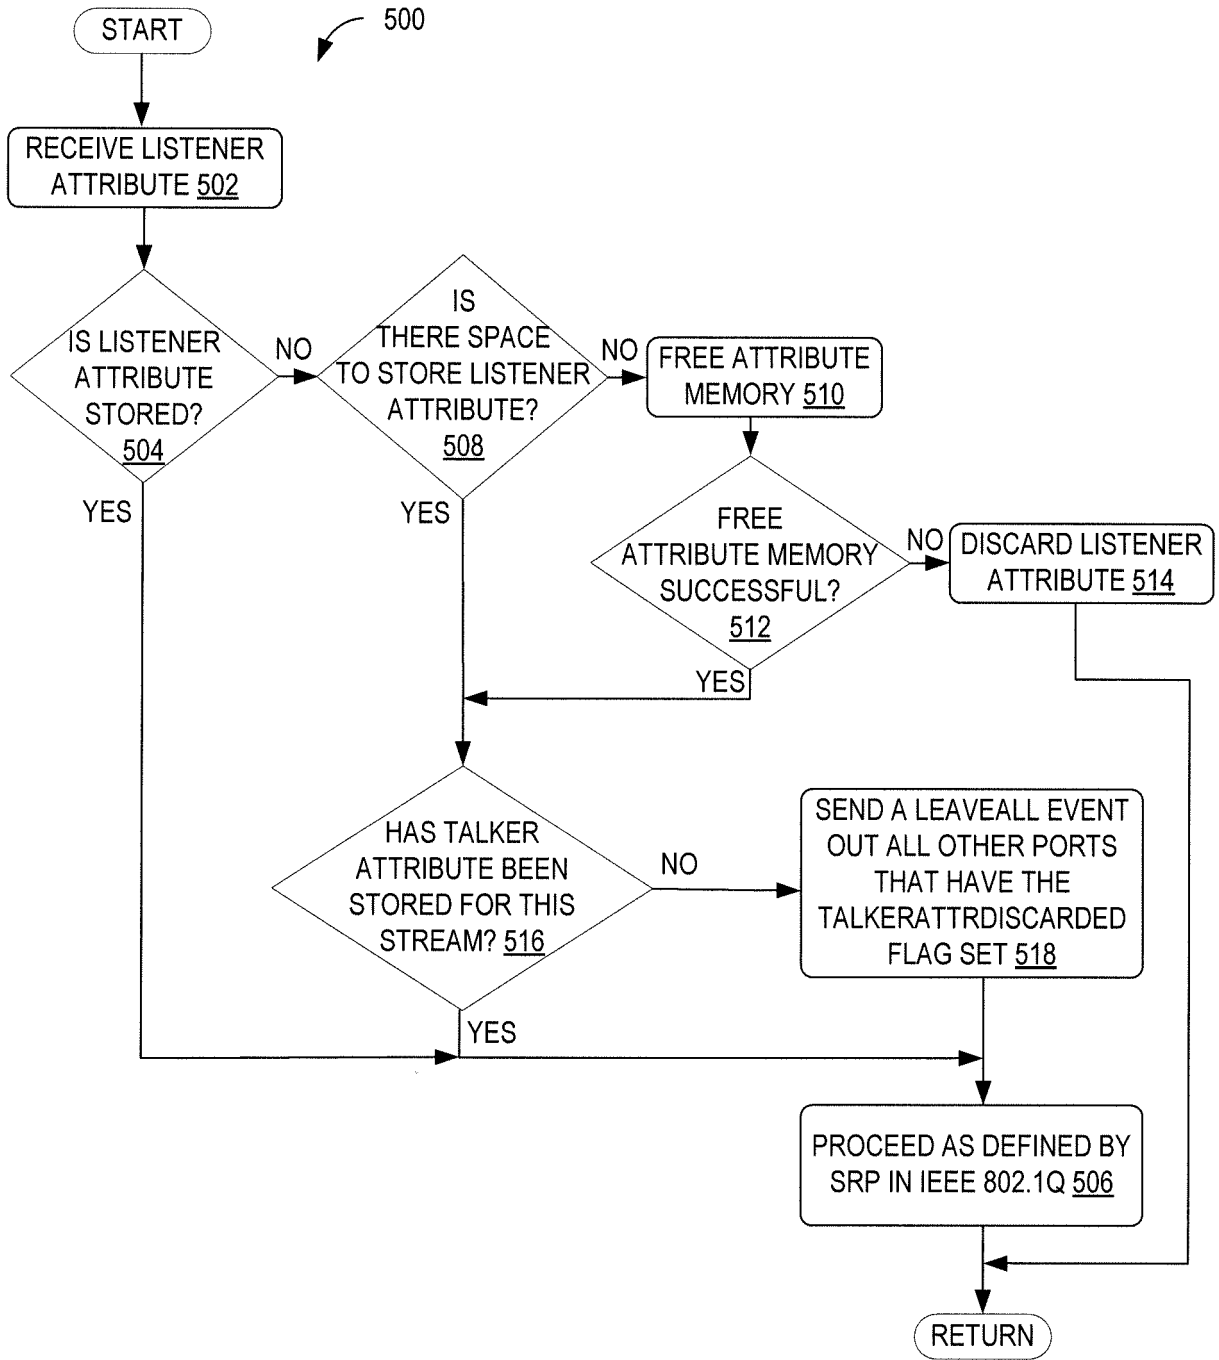 START
500
RECEIVE LISTENER
ATTRIBUTE 502
IS LISTENER
ATTRIBUTE
STORED?
504
NO
YES
IS
THERE SPACE
TO STORE LISTENER
ATTRIBUTE?
508
NO
YES
FREE ATTRIBUTE
MEMORY 510
FREE
ATTRIBUTE MEMORY
SUCCESSFUL?
512
NO
YES
DISCARD LISTENER
ATTRIBUTE 514
HAS TALKER
ATTRIBUTE BEEN
STORED FOR THIS
STREAM? 516
NO
YES
SEND A LEAVEALL EVENT
OUT ALL OTHER PORTS
THAT HAVE THE
TALKERATTRDISCARDED
FLAG SET 518
PROCEED AS DEFINED BY
SRP IN IEEE 802.1Q 506
RETURN